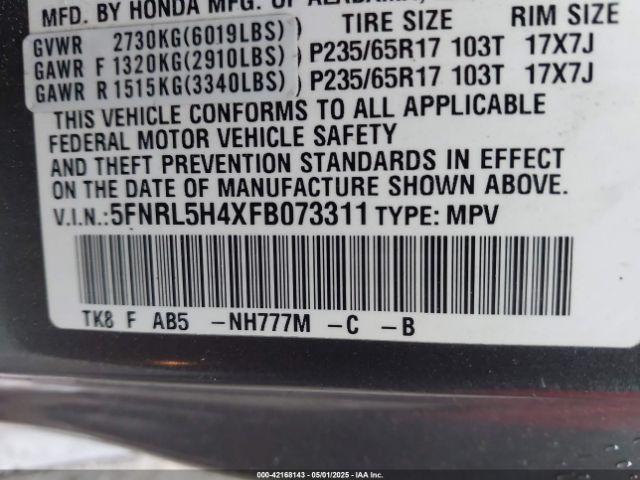 MFD. BY HONDA MFG. OF ALABAMA,
TIRE SIZE RIM SIZE
GVWR 2730KG(6019LBS)
GAWR F 1320KG(2910LBS) P235/65R17 103T 17X7J
GAWR R 1515KG(3340LBS) P235/65R17 103T 17X7J
THIS VEHICLE CONFORMS TO ALL APPLICABLE
FEDERAL MOTOR VEHICLE SAFETY
AND THEFT PREVENTION STANDARDS IN EFFECT
ON THE DATE OF MANUFACTURE SHOWN ABOVE.
V.I.N.:5FNRL5H4XFB073311 TYPE: MPV
TK8 F AB5 -NH777M -C -B
000-42168143 - 05/01/2025 - IAA Inc.